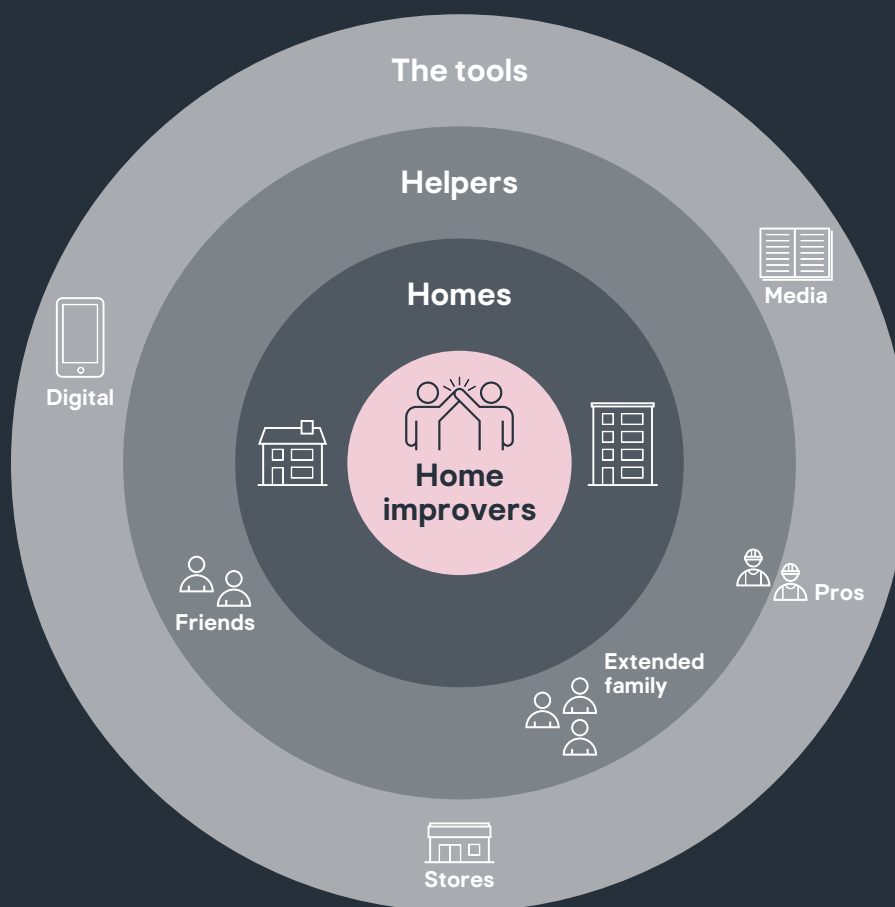 The tools
Helpers
Homes
Media
Digital
Home
improvers
Pros
Friends
Extended
family
Stores